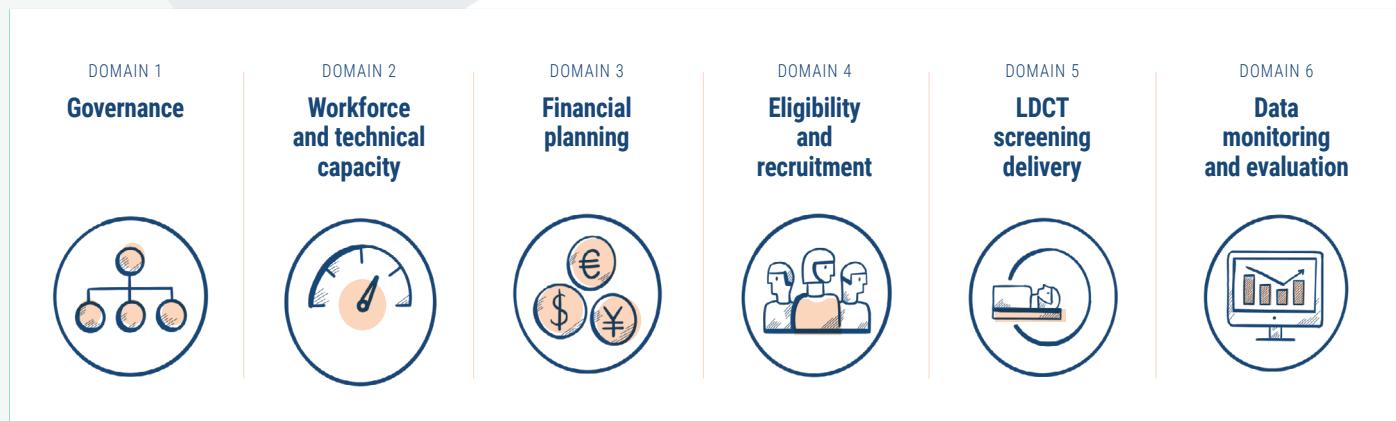 DOMAIN 1
Governance
DOMAIN 2
Workforce
and technical
capacity
DOMAIN 3
Financial
planning
€
$
¥
DOMAIN 4
Eligibility
and
recruitment
DOMAIN 5
LDCT
screening
delivery
DOMAIN 6
Data
monitoring
and evaluation